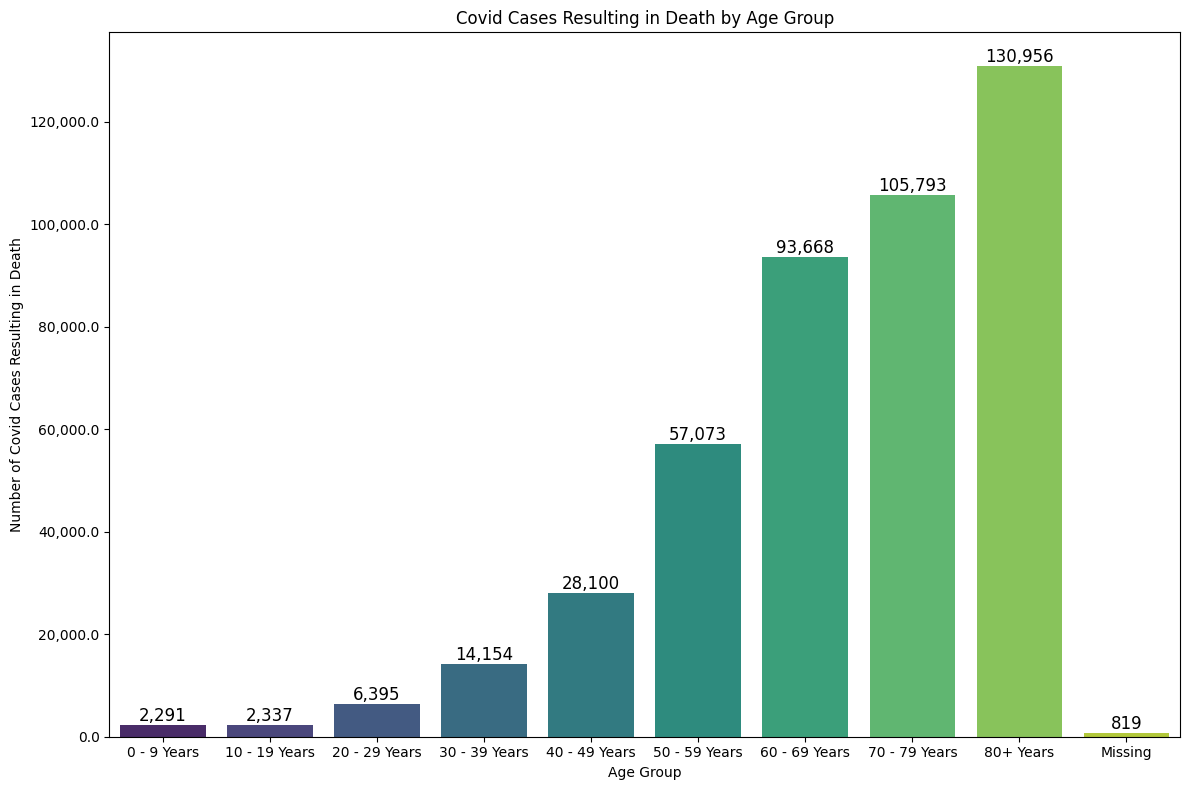 Covid Cases Resulting in Death by Age Group
Number of Covid Cases Resulting in Death
120,000.0
100,000.0
80,000.0
60,000.0
40,000.0
20,000.0
0.0
2,291
2,337
6,395
14,154
28,100
57,073
93,668
105,793
130,956
819
0 - 9 Years
10 - 19 Years
20 - 29 Years
30 - 39 Years
40 - 49 Years
50 - 59 Years
60 - 69 Years
70 - 79 Years
80+ Years
Missing
Age Group